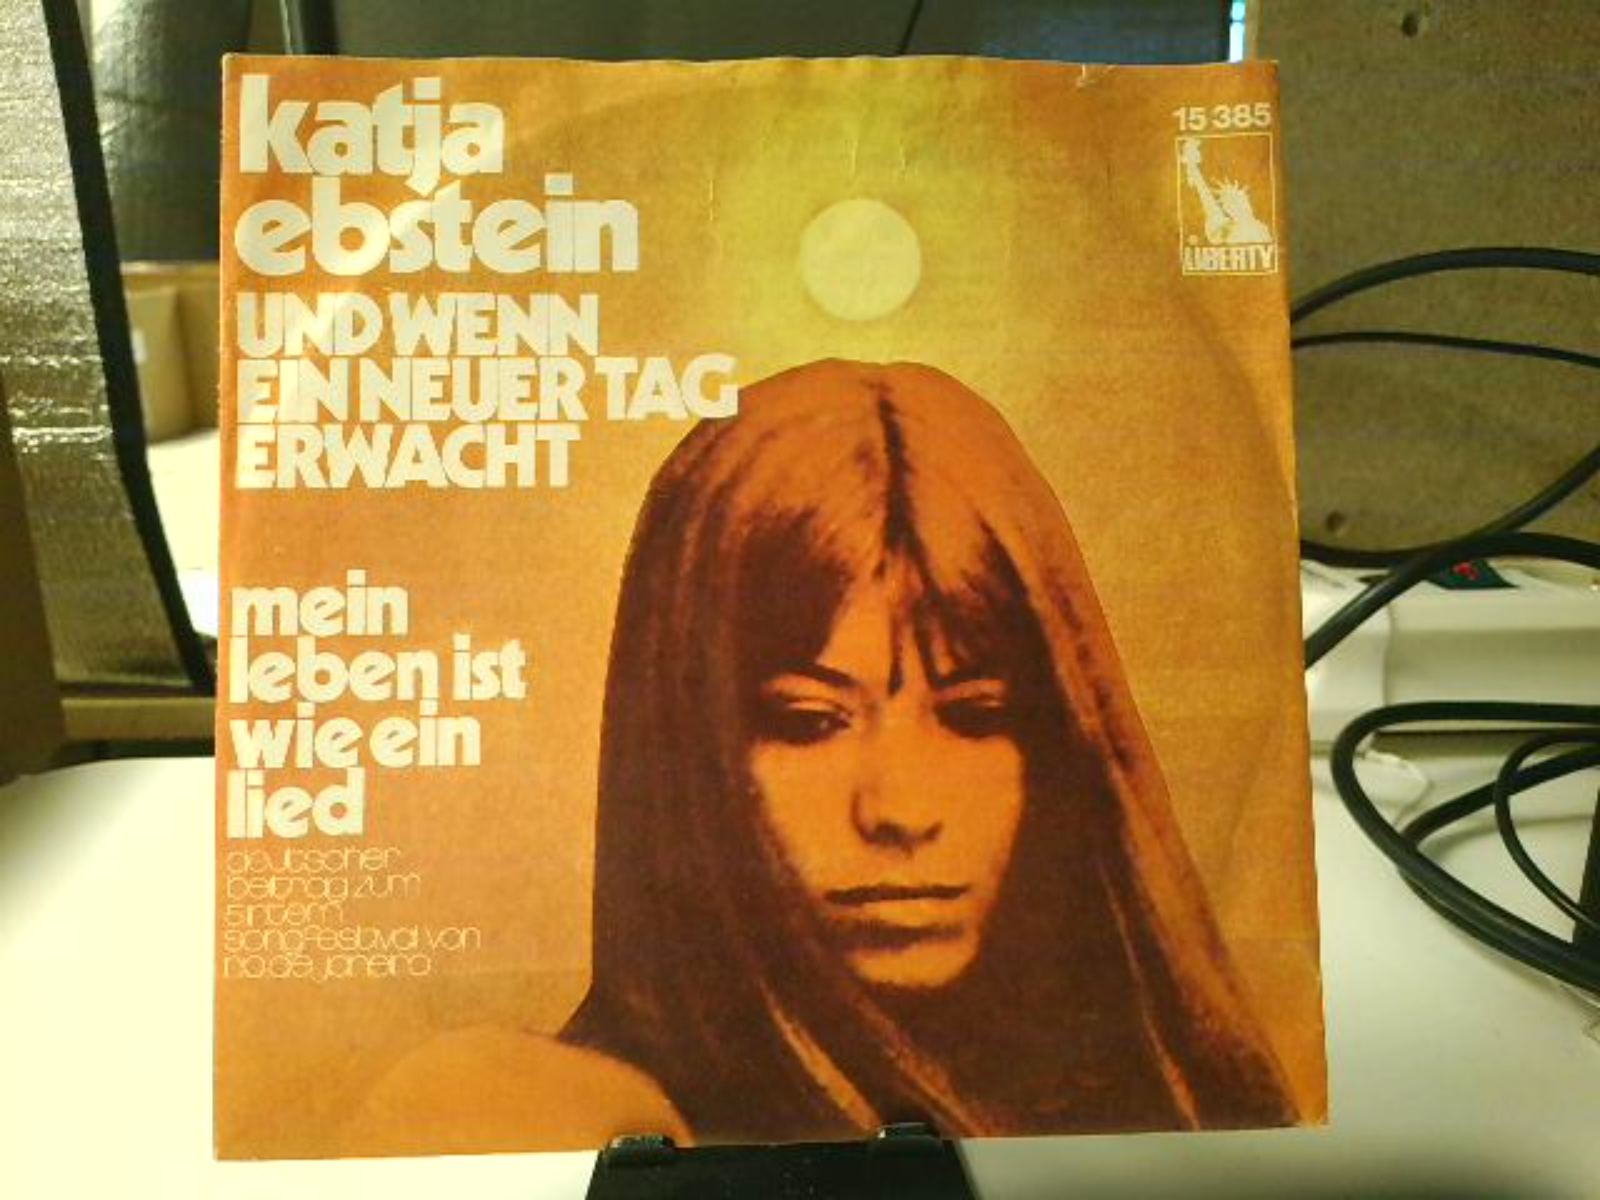 katja
ebstein
UND WENN
EIN NEUER TAG
ERWACHT
mein
leben ist
wie ein
lied
deutscher
beitrag zum
5 intern
songfestival von
rio de janeiro
15 385
LIBERTY